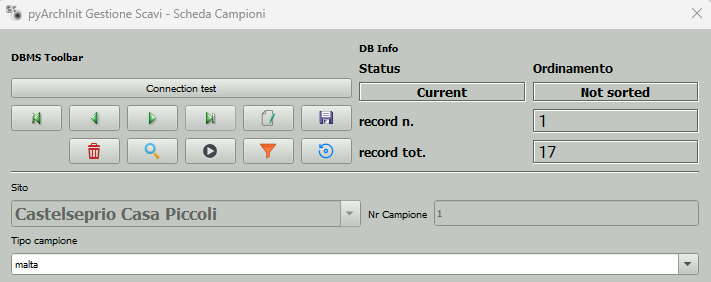 pyArchInit Gestione Scavi - Scheda Campioni
DBMS Toolbar
Connection test
DB Info
Status
Ordinamento
Current
Not sorted
record n.
1
record tot.
17
Sito
Castelseprio Casa Piccoli
Nr Campione
1
Tipo campione
malta